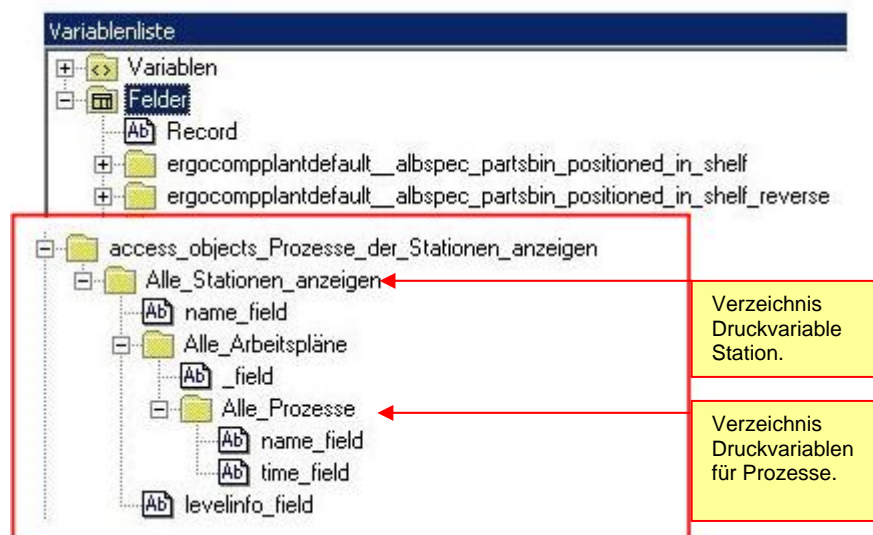 Variablenliste
Variablen
Felder
Record
ergocompplantdefault__albspec_partsbin_positioned_in_shelf
ergocompplantdefault__albspec_partsbin_positioned_in_shelf_reverse
access_objects_Prozesse_der_Stationen_anzeigen
Alle_Stationen_anzeigen
name_field
Alle_Arbeitspläne
_field
Alle_Prozesse
name_field
time_field
levelinfo_field
Verzeichnis
Druckvariable
Station.
Verzeichnis
Druckvariablen
für Prozesse.